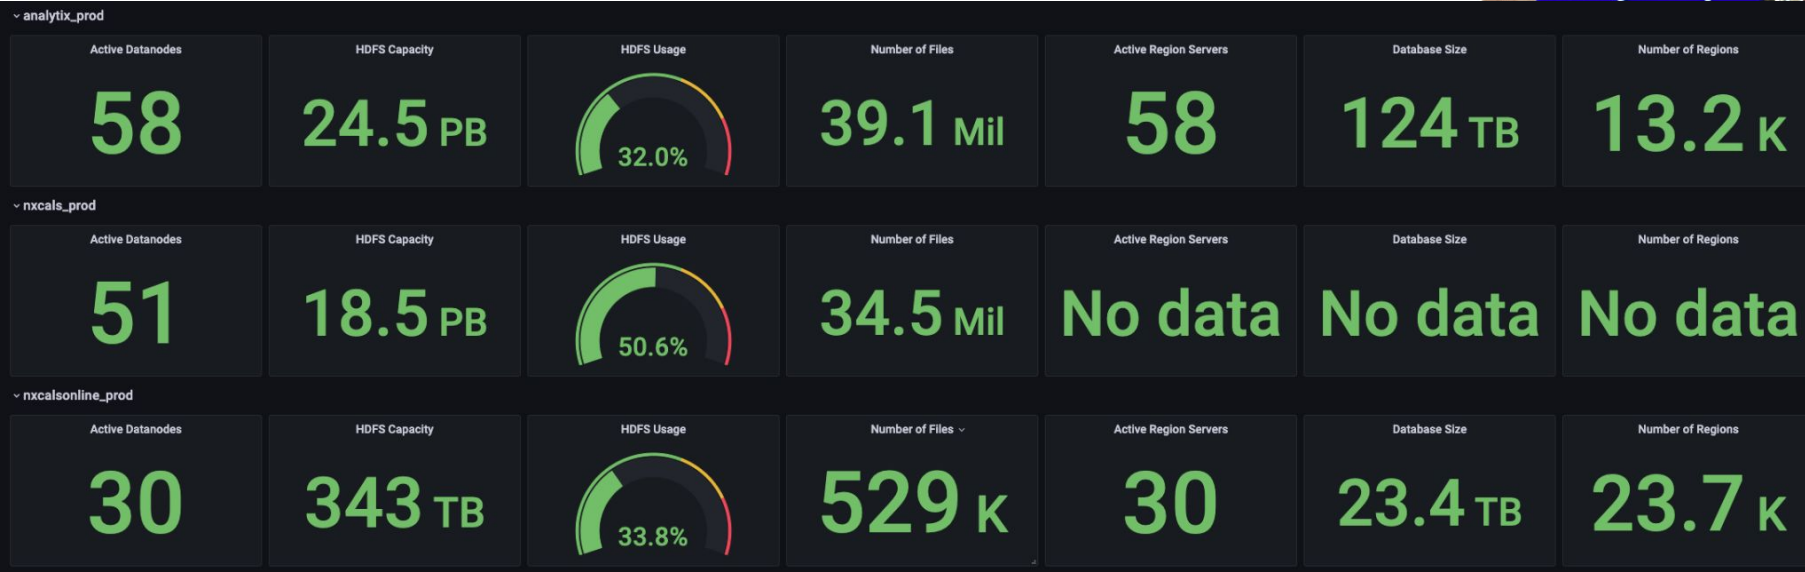 analytix_prod
Active Datanodes HDFS Capacity HDFS Usage Number of Files Active Region Servers Database Size Number of Regions
58 24.5 PB 32.0% 39.1 Mil 58 124 TB 13.2 K
nxcals_prod
Active Datanodes HDFS Capacity HDFS Usage Number of Files Active Region Servers Database Size Number of Regions
51 18.5 PB 50.6% 34.5 Mil No data No data No data
nxcalsonline_prod
Active Datanodes HDFS Capacity HDFS Usage Number of Files Active Region Servers Database Size Number of Regions
30 343 TB 33.8% 529 K 30 23.4 TB 23.7 K